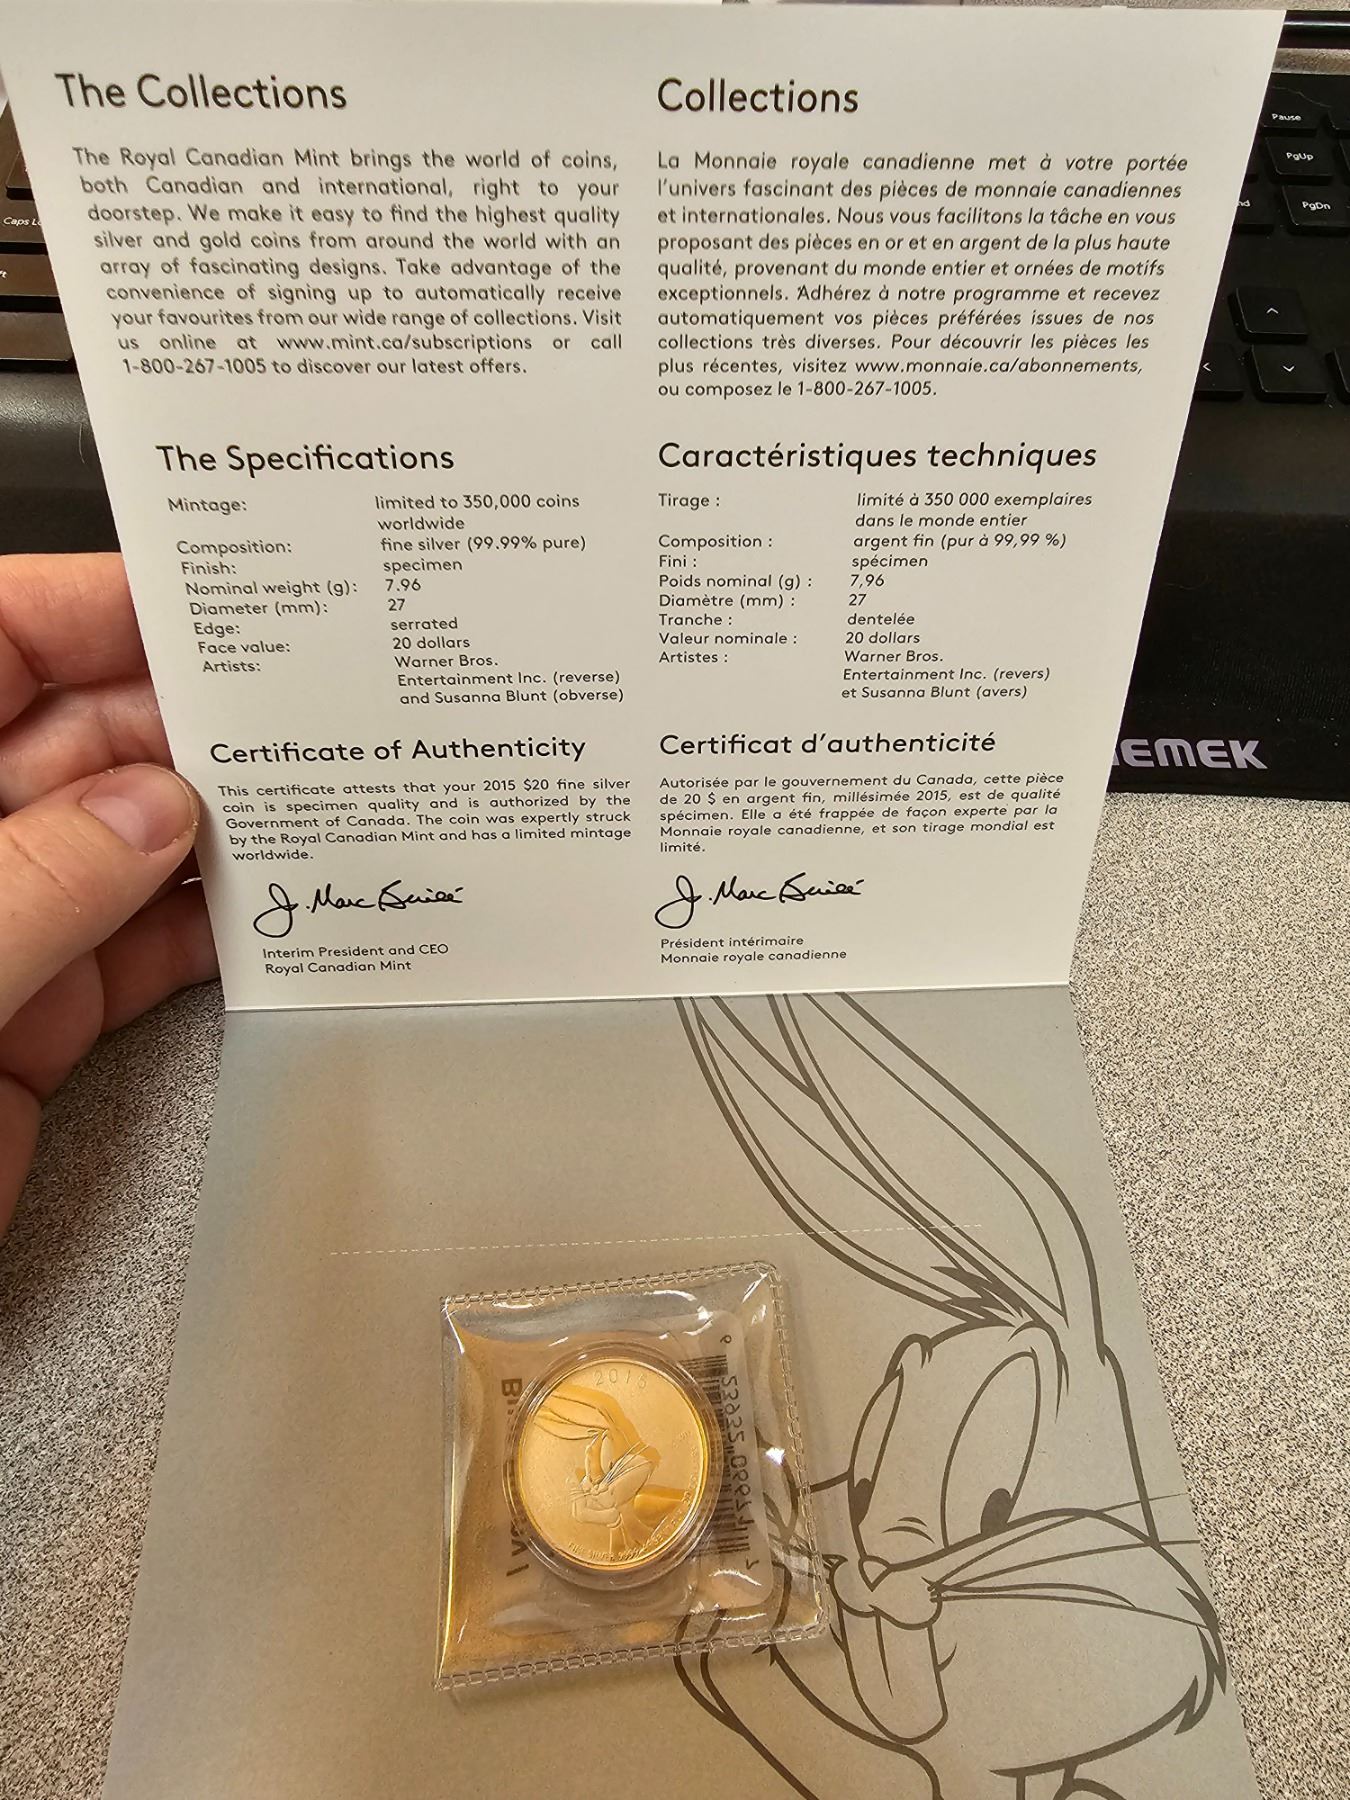 The Collections
The Royal Canadian Mint brings the world of coins,
both Canadian and international, right to your
doorstep. We make it easy to find the highest quality
silver and gold coins from around the world with an
array of fascinating designs. Take advantage of the
convenience of signing up to automatically receive
your favourites from our wide range of collections. Visit
us online at www.mint.ca/subscriptions or call
1-800-267-1005 to discover our latest offers.
The Specifications
Mintage: limited to 350,000 coins
worldwide
Composition: fine silver (99.99% pure)
Finish: specimen
Nominal weight (g): 7.96
Diameter (mm): 27
Edge: serrated
Face value: 20 dollars
Artists: Warner Bros.
Entertainment Inc. (reverse)
and Susanna Blunt (obverse)
Certificate of Authenticity
This certificate attests that your 2015 $20 fine silver
coin is specimen quality and is authorized by the
Government of Canada. The coin was expertly struck
by the Royal Canadian Mint and has a limited mintage
worldwide.
Interim President and CEO
Royal Canadian Mint
Collections
La Monnaie royale canadienne met à votre portée
l'univers fascinant des pièces de monnaie canadiennes
et internationales. Nous vous facilitons la tâche en vous
proposant des pièces en or et en argent de la plus haute
qualité, provenant du monde entier et ornées de motifs
exceptionnels. Adhérez à notre programme et recevez
automatiquement vos pièces préférées issues de nos
collections très diverses. Pour découvrir les pièces les
plus récentes, visitez www.monnaie.ca/abonnements,
ou composez le 1-800-267-1005.
Caractéristiques techniques
Tirage : limité à 350 000 exemplaires
dans le monde entier
Composition : argent fin (pur à 99,99 %)
Fini : spécimen
Poids nominal (g) : 7,96
Diamètre (mm) : 27
Tranche : dentelée
Valeur nominale : 20 dollars
Artistes : Warner Bros.
Entertainment Inc. (revers)
et Susanna Blunt (avers)
Certificat d'authenticité
Autorisée par le gouvernement du Canada, cette pièce
de 20 $ en argent fin, millésimée 2015, est de qualité
spécimen. Elle a été frappée de façon experte par la
Monnaie royale canadienne, et son tirage mondial est
limité.
J. Marc
Président intérimaire
Monnaie royale canadienne
Pause
PgUp
PgDn
Caps
EMEK
2015
FINE SILVER 9999